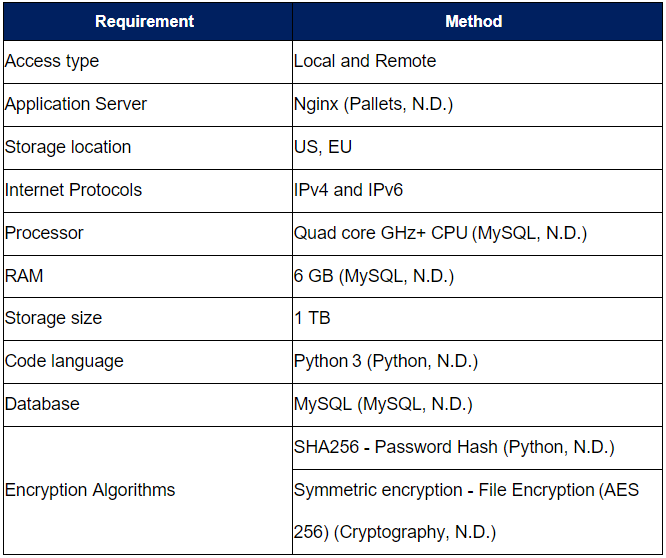 Requirement Method
Access type Local and Remote
Application Server Nginx (Pallets, N.D.)
Storage location US, EU
Internet Protocols IPv4 and IPv6
Processor Quad core GHz+ CPU (MySQL, N.D.)
RAM 6 GB (MySQL, N.D.)
Storage size 1 TB
Code language Python 3 (Python, N.D.)
Database MySQL (MySQL, N.D.)
Encryption Algorithms
SHA256 - Password Hash (Python, N.D.)
Symmetric encryption - File Encryption (AES
256) (Cryptography, N.D.)